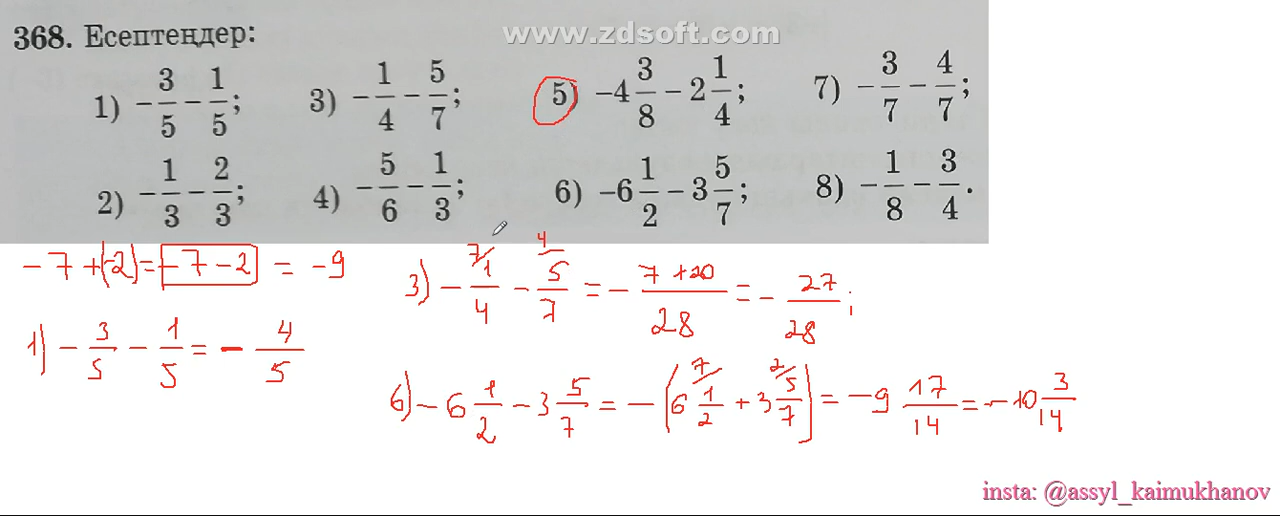 www.zdsoft.com
368. Есептеңдер:
1) −3/5 − 1/5; 3) −1/4 − 5/7; 5) −4 3/8 − 2 1/4; 7) −3/7 − 4/7;
2) −1/3 − 2/3; 4) −5/6 − 1/3; 6) −6 1/2 − 3 5/7; 8) −1/8 − 3/4.
−7 + (−2) = −7 − 2 = −9
3) − 7/ 1/4 − 4/ 5/7 = − (7 + 20)/28 = − 27/28;
1) − 3/5 − 1/5 = − 4/5
6) − 6 1/2 − 3 5/7 = − (6 7/ 1/2 + 3 2/ 5/7) = −9 17/14 = −10 3/14
insta: @assyl_kaimukhanov